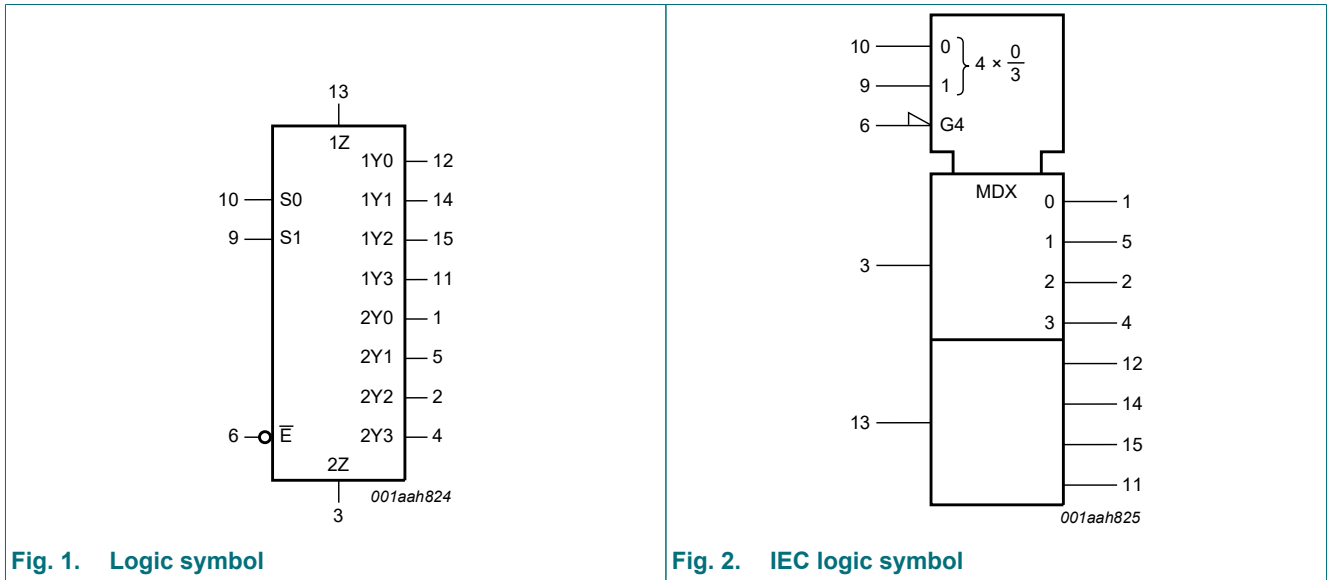 13
1Z
1Y0 12
10 S0 1Y1 14
9 S1 1Y2 15
1Y3 11
2Y0 1
2Y1 5
2Y2 2
6 E̅ 2Y3 4
2Z
001aah824
3
Fig. 1. Logic symbol
10 0
4 × 0/3
9 1
6 G4
MDX
0 1
1 5
3
2 2
3 4
12
14
13
15
11
001aah825
Fig. 2. IEC logic symbol